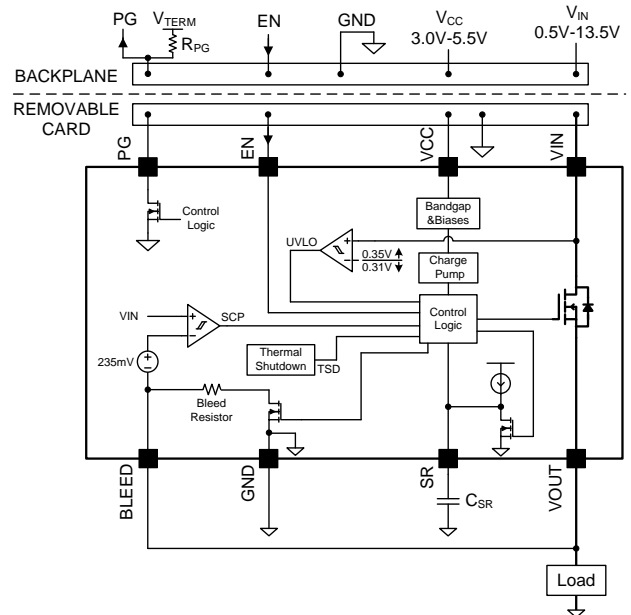 PG
VTERM
RPG
EN
GND
VCC
3.0V-5.5V
VIN
0.5V-13.5V
BACKPLANE
REMOVABLE
CARD
PG
EN
VCC
VIN
Control
Logic
Bandgap
&Biases
UVLO
0.35V
0.31V
Charge
Pump
Control
Logic
VIN
SCP
235mV
Thermal
Shutdown
TSD
Bleed
Resistor
BLEED
GND
SR
VOUT
CSR
Load